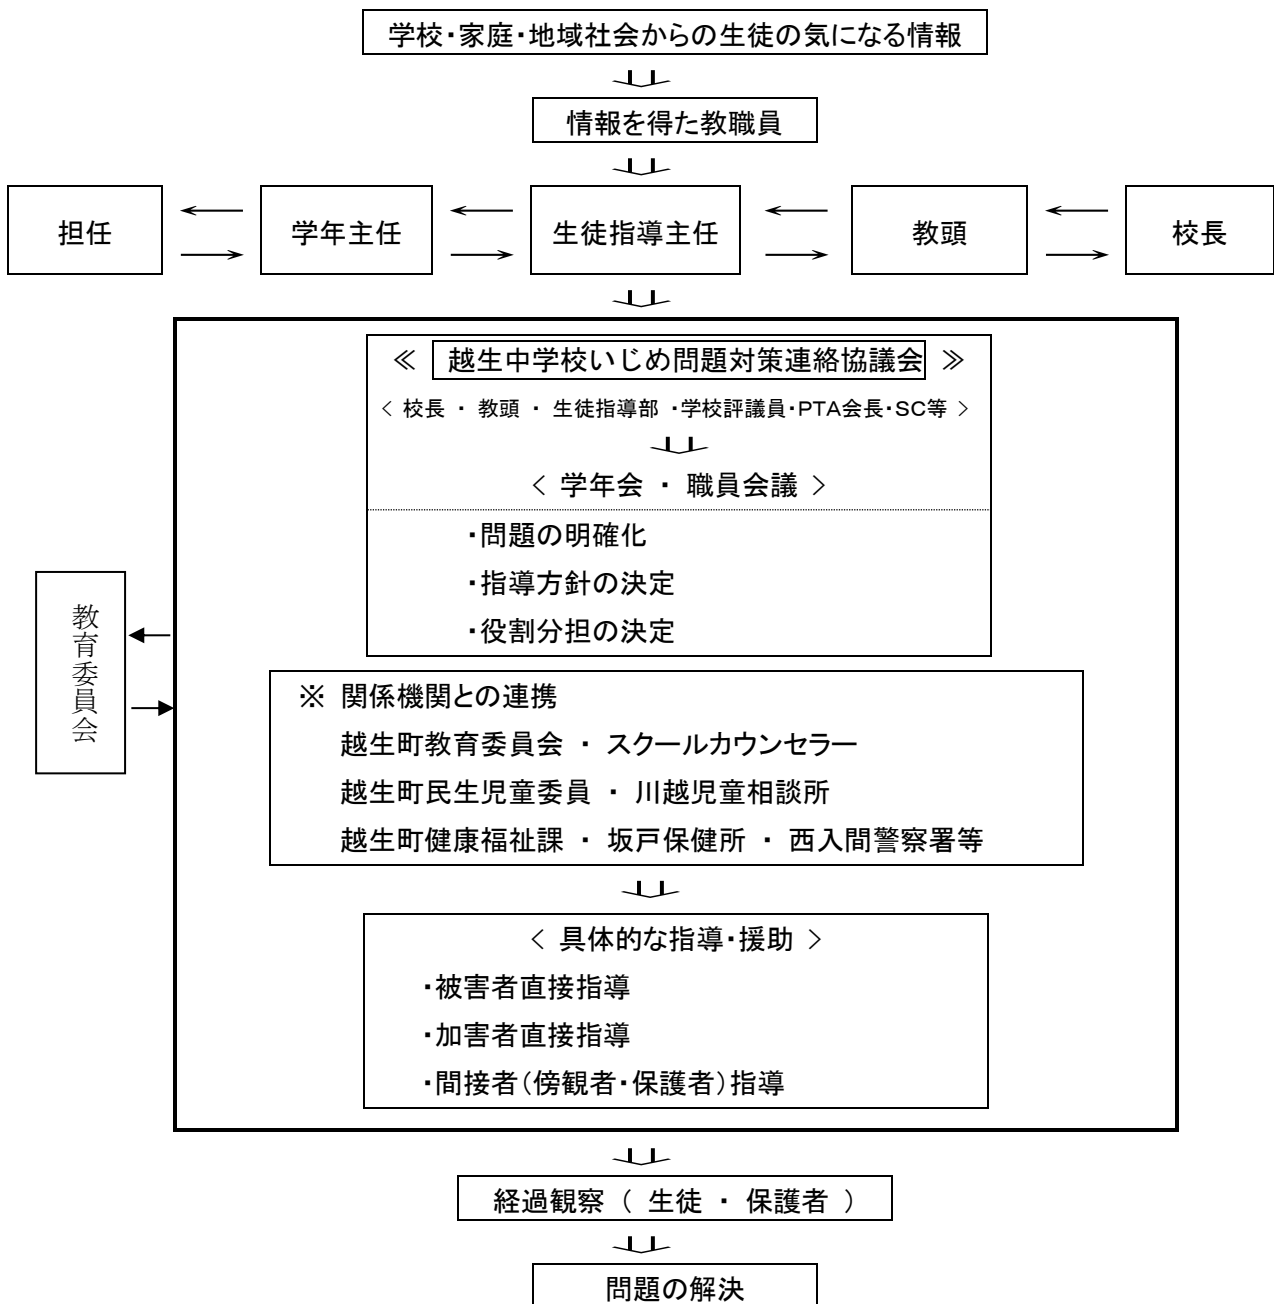 学校・家庭・地域社会からの生徒の気になる情報
情報を得た教職員
担任
学年主任
生徒指導主任
教頭
校長
≪ 越生中学校いじめ問題対策連絡協議会 ≫
< 校長 ・ 教頭 ・ 生徒指導部 ・学校評議員・PTA会長・SC等 >
< 学年会 ・ 職員会議 >
・問題の明確化
・指導方針の決定
・役割分担の決定
教育委員会
※ 関係機関との連携
越生町教育委員会 ・ スクールカウンセラー
越生町民生児童委員 ・ 川越児童相談所
越生町健康福祉課 ・ 坂戸保健所 ・ 西入間警察署等
< 具体的な指導・援助 >
・被害者直接指導
・加害者直接指導
・間接者(傍観者・保護者)指導
経過観察 ( 生徒 ・ 保護者 )
問題の解決